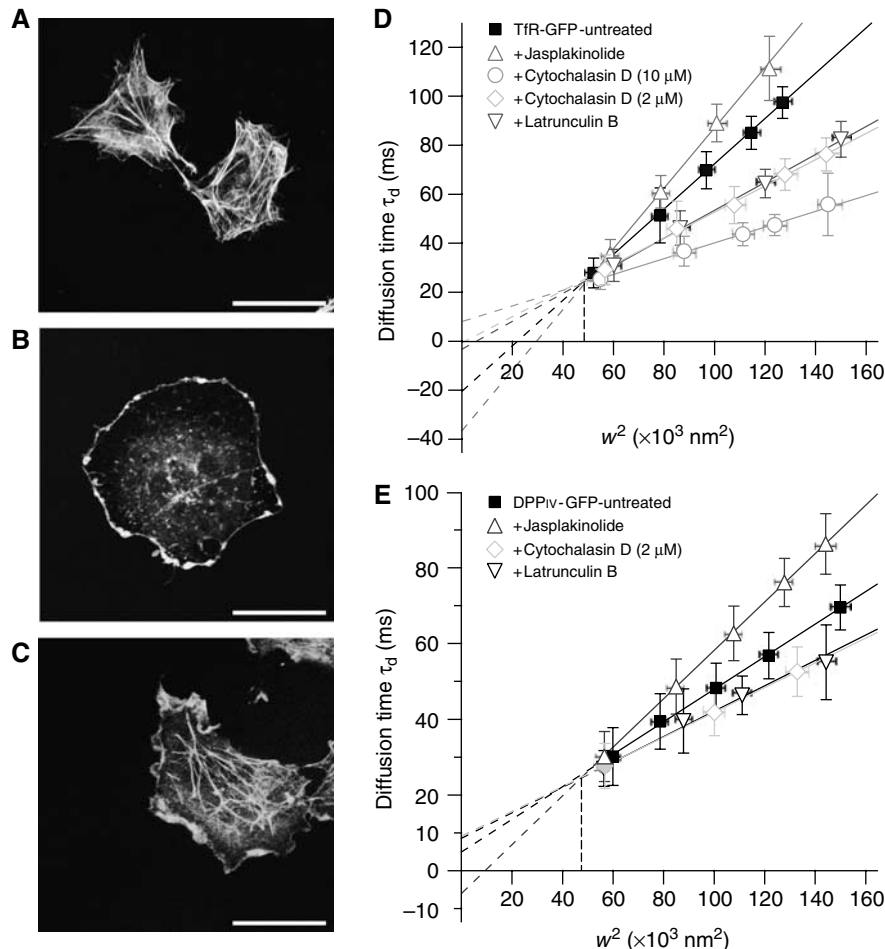 A
B
C
D
TfR-GFP-untreated
+Jasplakinolide
+Cytochalasin D (10 μM)
+Cytochalasin D (2 μM)
+Latrunculin B
Diffusion time τd (ms)
120
100
80
60
40
20
0
−20
−40
20 40 60 80 100 120 140 160
w² (×10³ nm²)
E
DPPIV-GFP-untreated
+Jasplakinolide
+Cytochalasin D (2 μM)
+Latrunculin B
Diffusion time τd (ms)
100
80
60
40
20
10
0
−10
20 40 60 80 100 120 140 160
w² (×10³ nm²)